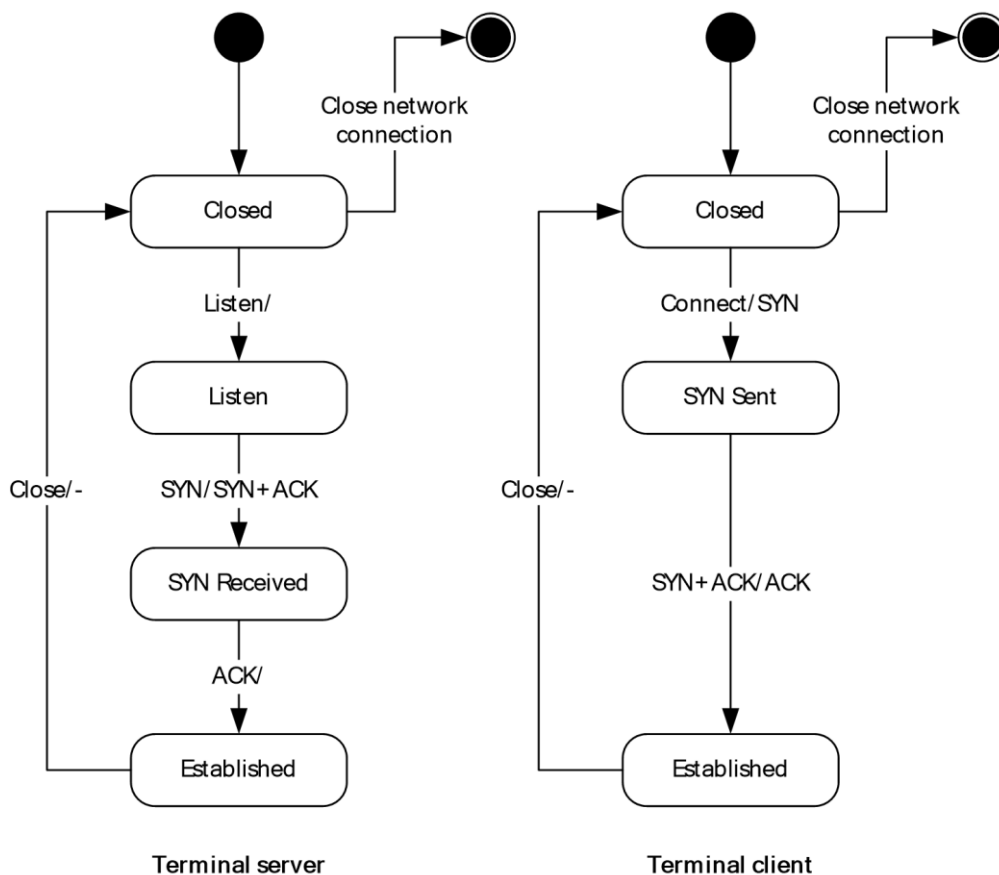 Close network
connection
Closed
Listen/
Listen
Close/-
SYN/SYN+ACK
SYN Received
ACK/
Established
Terminal server
Close network
connection
Closed
Connect/SYN
SYN Sent
Close/-
SYN+ACK/ACK
Established
Terminal client